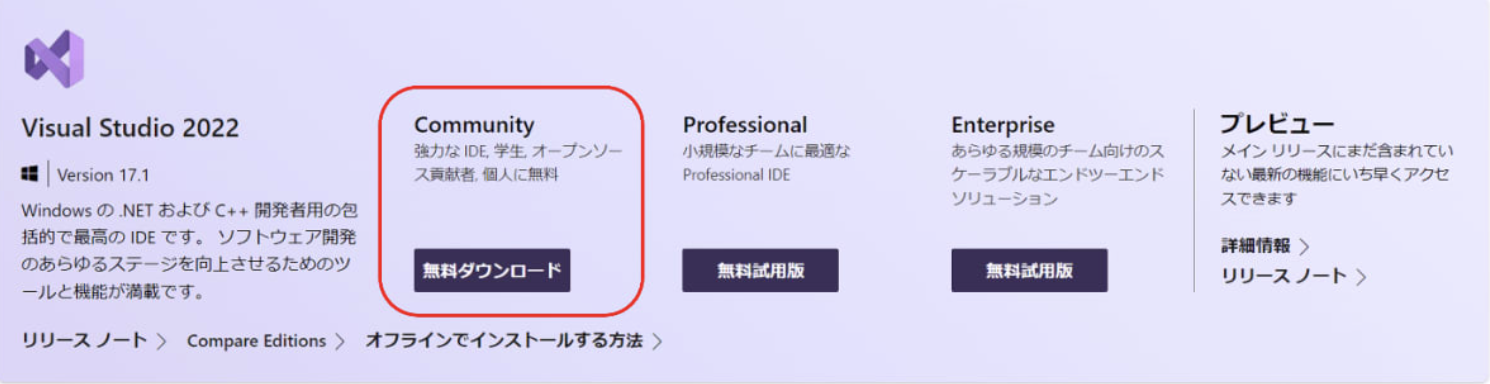 Visual Studio 2022
Version 17.1
Windows の .NET および C++ 開発者用の包
括的で最高の IDE です。 ソフトウェア開発
のあらゆるステージを向上させるためのツ
ールと機能が満載です。
Community
強力な IDE, 学生, オープンソー
ス貢献者, 個人に無料
無料ダウンロード
Professional
小規模なチームに最適な
Professional IDE
無料試用版
Enterprise
あらゆる規模のチーム向けのス
ケーラブルなエンドツーエンド
ソリューション
無料試用版
プレビュー
メイン リリースにまだ含まれてい
ない最新の機能にいち早くアクセ
スできます
詳細情報 >
リリース ノート >
リリース ノート > Compare Editions > オフラインでインストールする方法 >